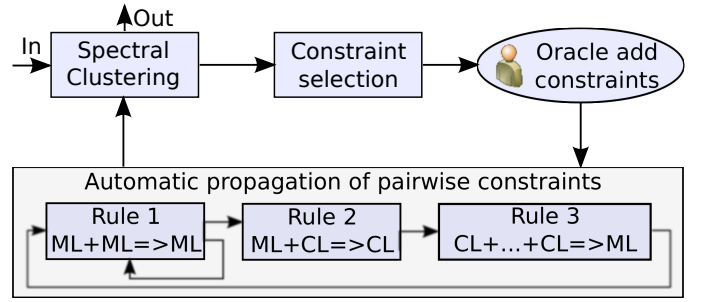 Out
In
Spectral
Clustering
Constraint
selection
Oracle add
constraints
Automatic propagation of pairwise constraints
Rule 1
ML+ML=>ML
Rule 2
ML+CL=>CL
Rule 3
CL+...+CL=>ML